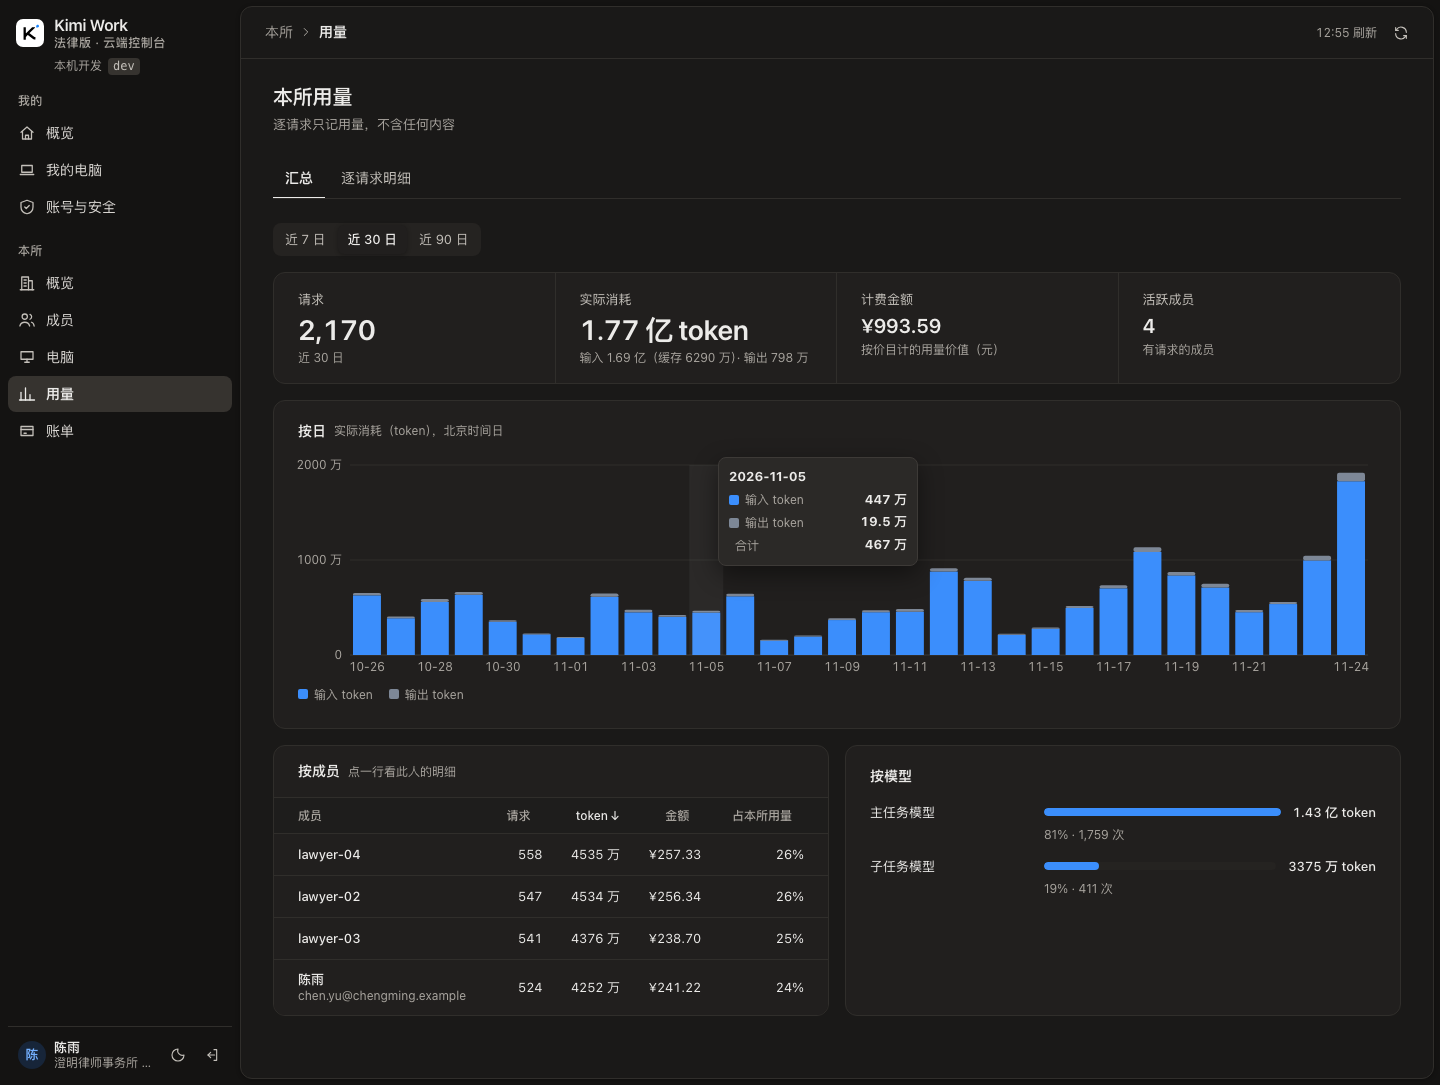 Kimi Work
法律版 · 云端控制台
本机开发 dev
我的
概览
我的电脑
账号与安全
本所
概览
成员
电脑
用量
账单
陈
陈雨
澄明律师事务所 ...
本所 > 用量
12:55 刷新
本所用量
逐请求只记用量，不含任何内容
汇总 逐请求明细
近 7 日 近 30 日 近 90 日
请求
2,170
近 30 日
实际消耗
1.77 亿 token
输入 1.69 亿（缓存 6290 万）· 输出 798 万
计费金额
¥993.59
按价目计的用量价值（元）
活跃成员
4
有请求的成员
按日 实际消耗（token），北京时间日
2000 万
1000 万
0
2026-11-05
输入 token 447 万
输出 token 19.5 万
合计 467 万
10-26 10-28 10-30 11-01 11-03 11-05 11-07 11-09 11-11 11-13 11-15 11-17 11-19 11-21 11-24
输入 token 输出 token
按成员 点一行看此人的明细
成员 请求 token↓ 金额 占本所用量
lawyer-04 558 4535 万 ¥257.33 26%
lawyer-02 547 4534 万 ¥256.34 26%
lawyer-03 541 4376 万 ¥238.70 25%
陈雨
chen.yu@chengming.example 524 4252 万 ¥241.22 24%
按模型
主任务模型 1.43 亿 token
81% · 1,759 次
子任务模型 3375 万 token
19% · 411 次